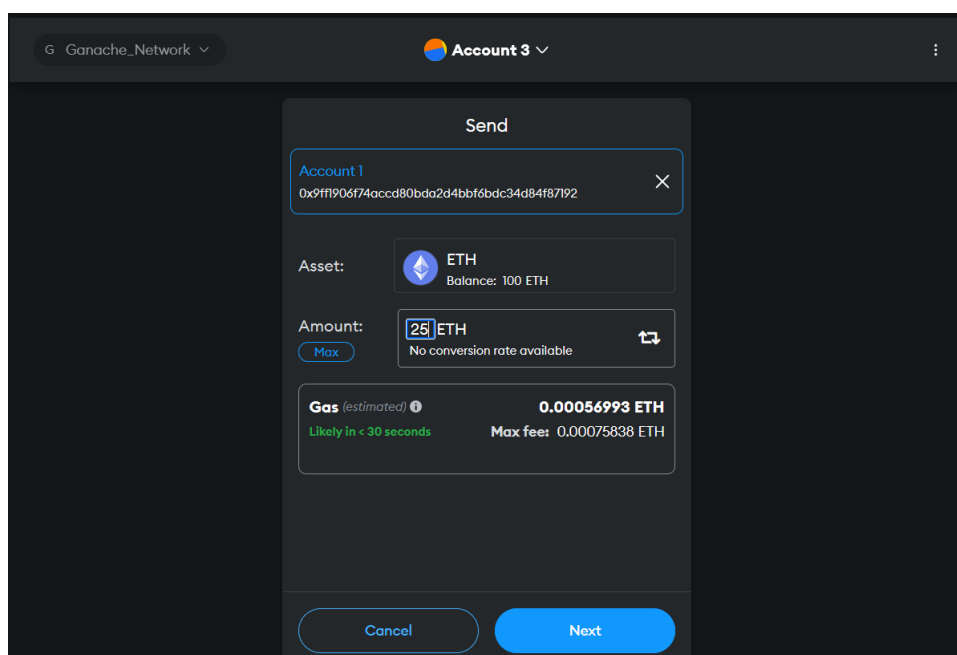 G Ganache_Network
Account 3
Send
Account 1
0x9ff1906f74accd80bda2d4bbf6bdc34d84f87192
Asset:
ETH
Balance: 100 ETH
Amount:
Max
25 ETH
No conversion rate available
Gas (estimated)
0.00056993 ETH
Likely in < 30 seconds
Max fee: 0.00075838 ETH
Cancel
Next